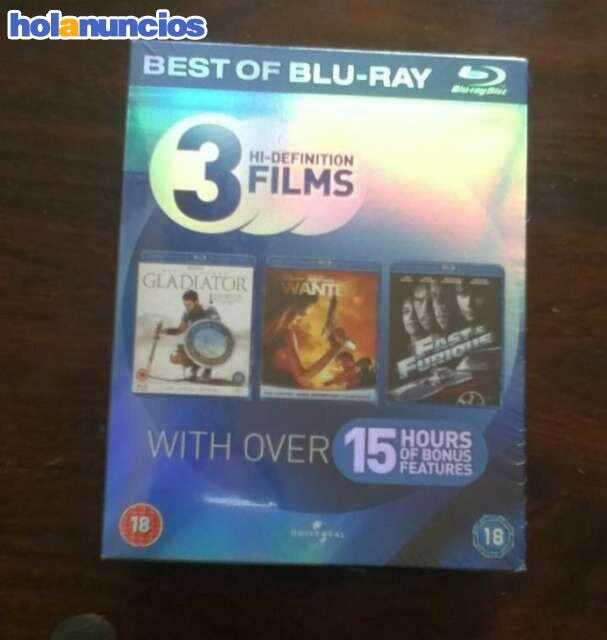 holanuncios
BEST OF BLU-RAY
Blu-ray Disc
3
HI-DEFINITION
FILMS
GLADIATOR
WANTE
FAST &
FURIOUS
WITH OVER
15
HOURS
OF BONUS
FEATURES
18
UNIVERSAL
18